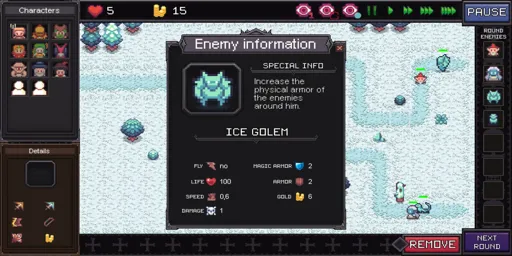 Characters
5
15
PAUSE
Enemy information
ROUND
ENEMIES
SPECIAL INFO
Increase the
physical armor of
the enemies
around him.
ICE GOLEM
FLY no
MAGIC ARMOR 2
LIFE 100
ARMOR 2
SPEED 0,6
GOLD 6
DAMAGE 1
Details
REMOVE
NEXT
ROUND